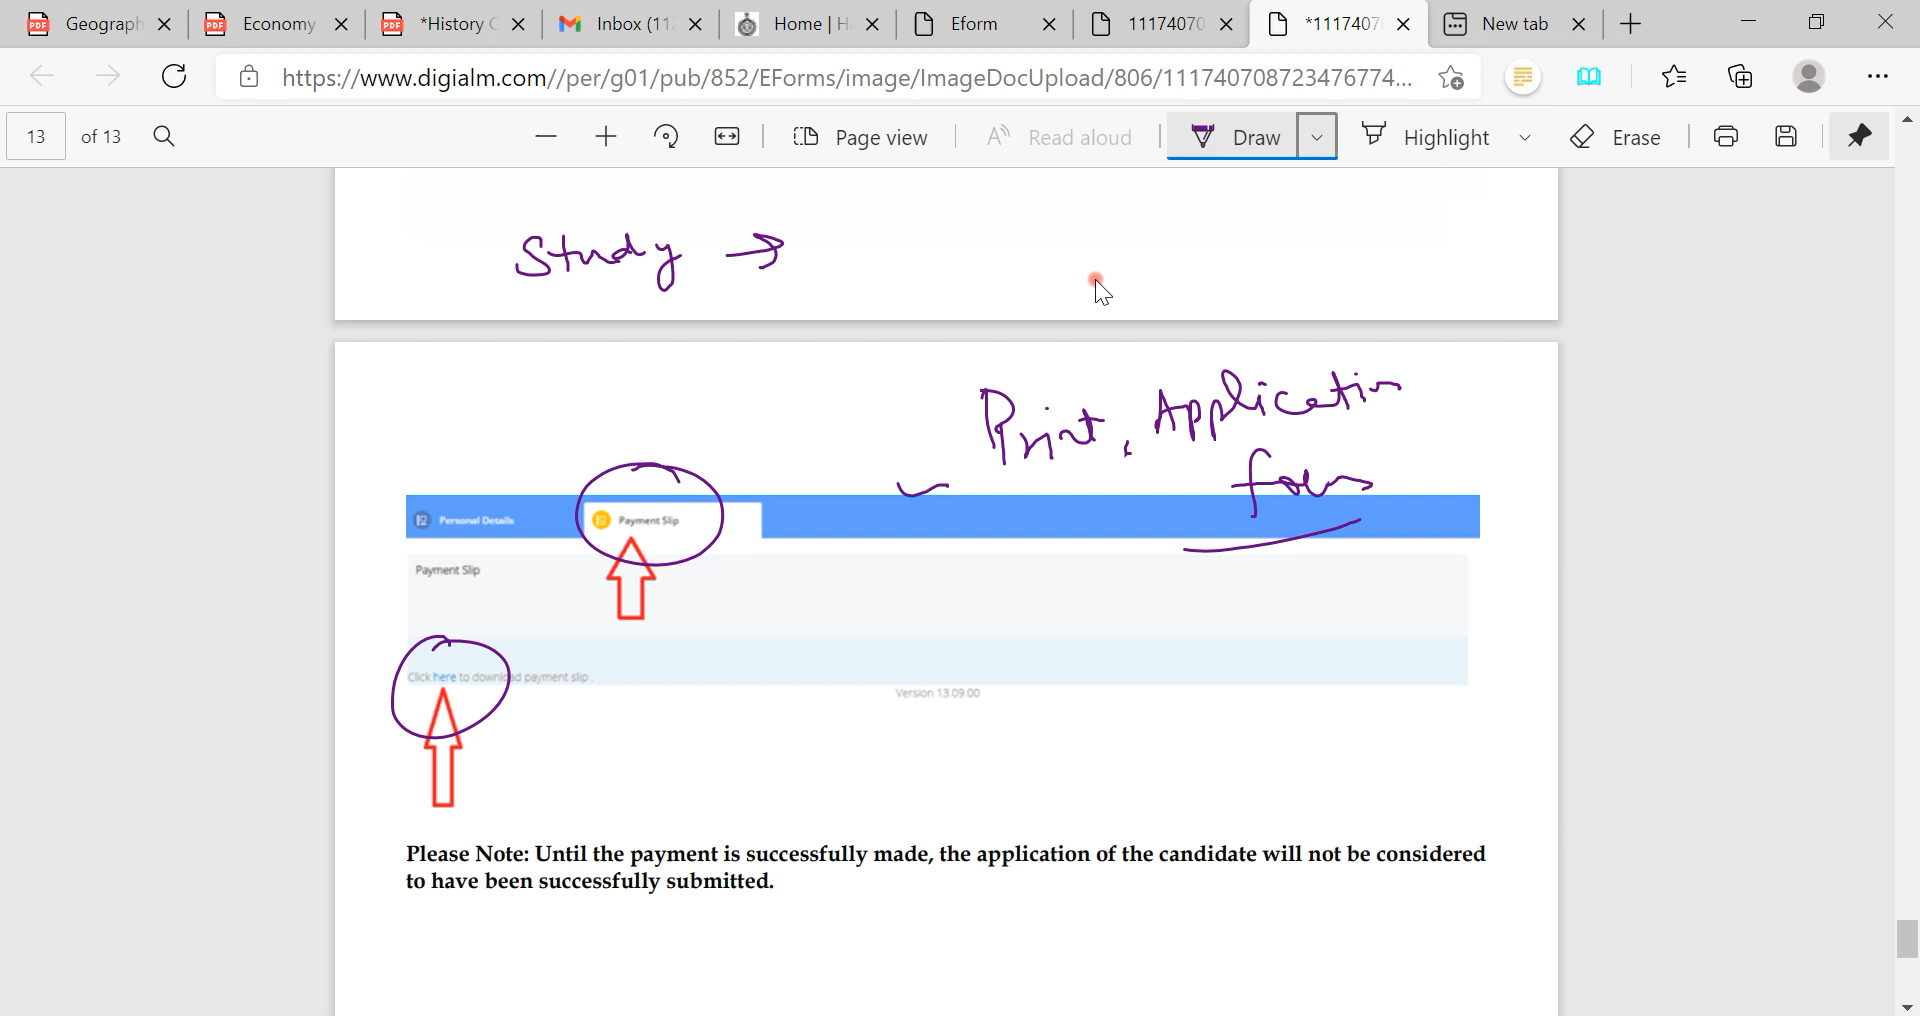 Geograph
Economy
*History C
Inbox (11
Home | H
Eform
11174070
*1117407
New tab
https://www.digialm.com//per/g01/pub/852/EForms/image/ImageDocUpload/806/111740708723476774...
13 of 13
Page view
Read aloud
Draw
Highlight
Erase
Study →
Print, Application
form
Personal Details
Payment Slip
Payment Slip
Click here to download payment slip .
Version 13.09.00
Please Note: Until the payment is successfully made, the application of the candidate will not be considered
to have been successfully submitted.